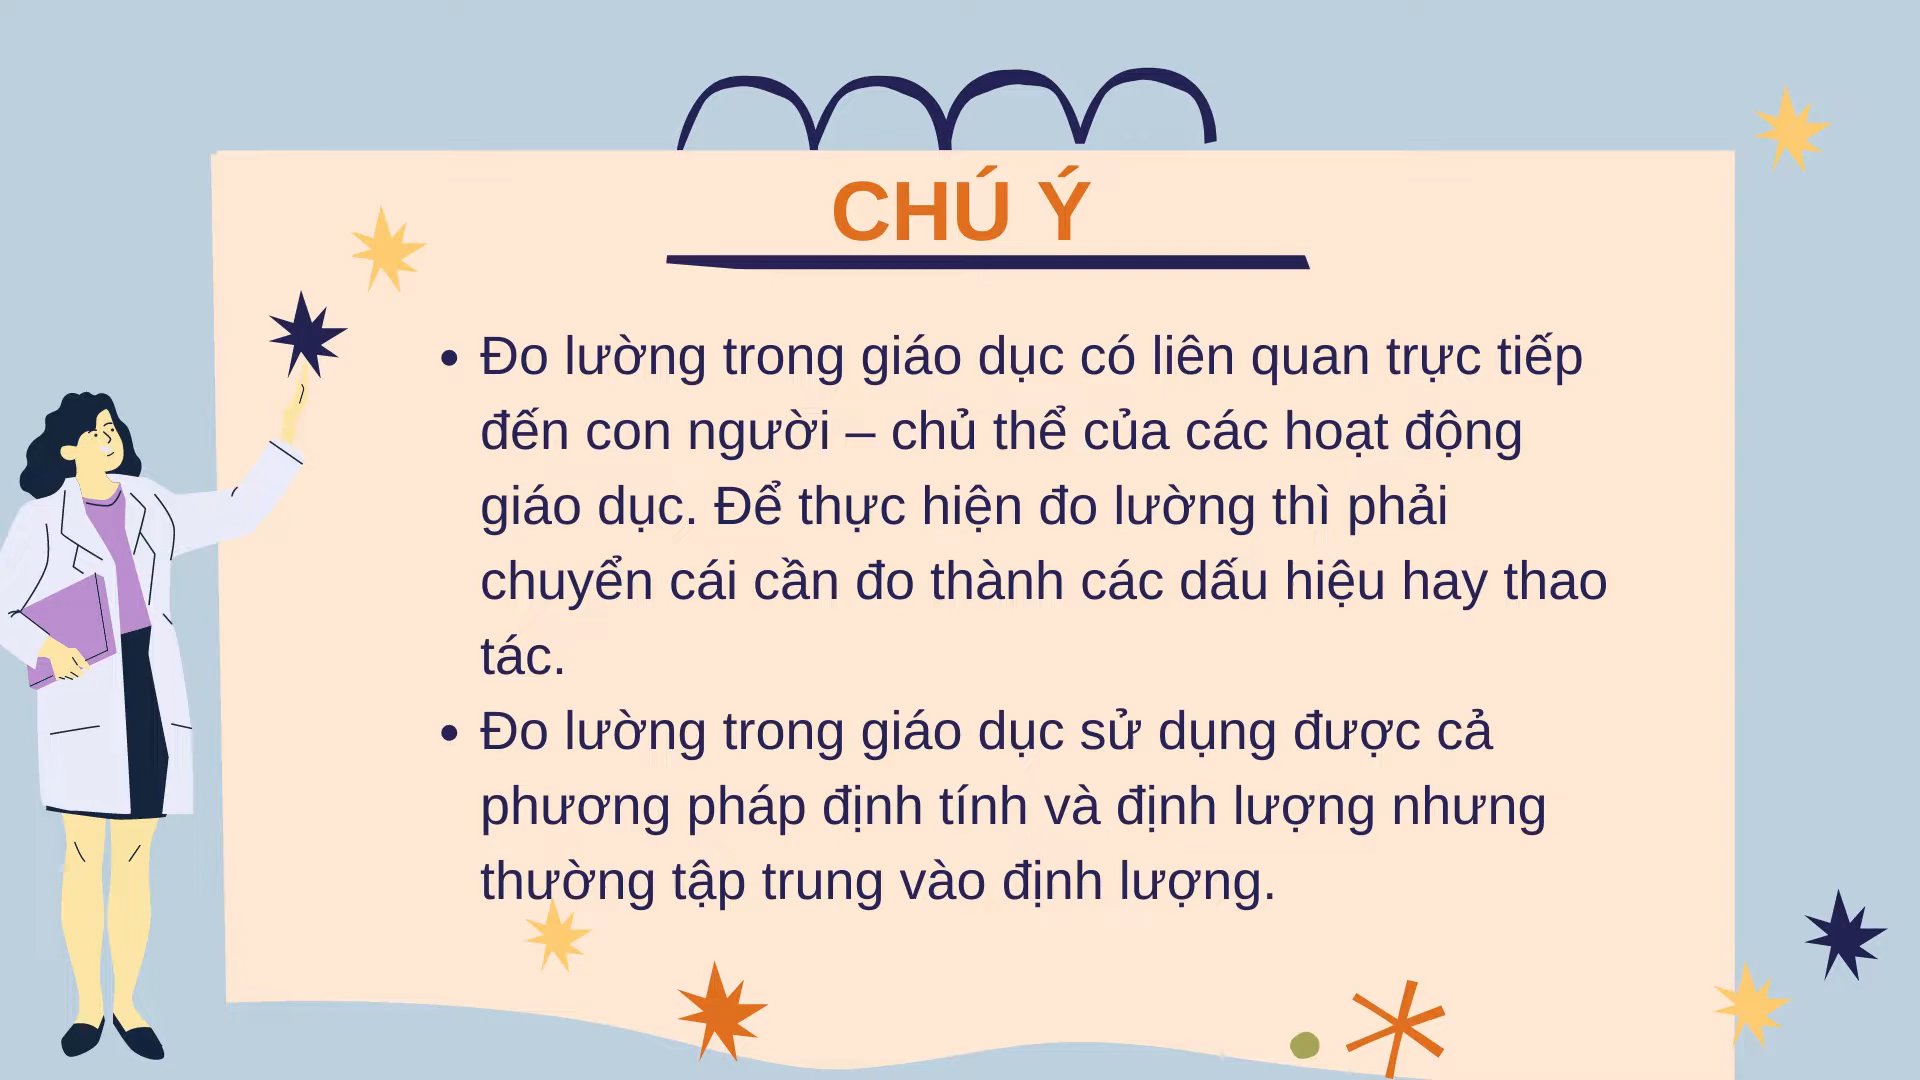 CHÚ Ý
• Đo lường trong giáo dục có liên quan trực tiếp
đến con người – chủ thể của các hoạt động
giáo dục. Để thực hiện đo lường thì phải
chuyển cái cần đo thành các dấu hiệu hay thao
tác.
• Đo lường trong giáo dục sử dụng được cả
phương pháp định tính và định lượng nhưng
thường tập trung vào định lượng.